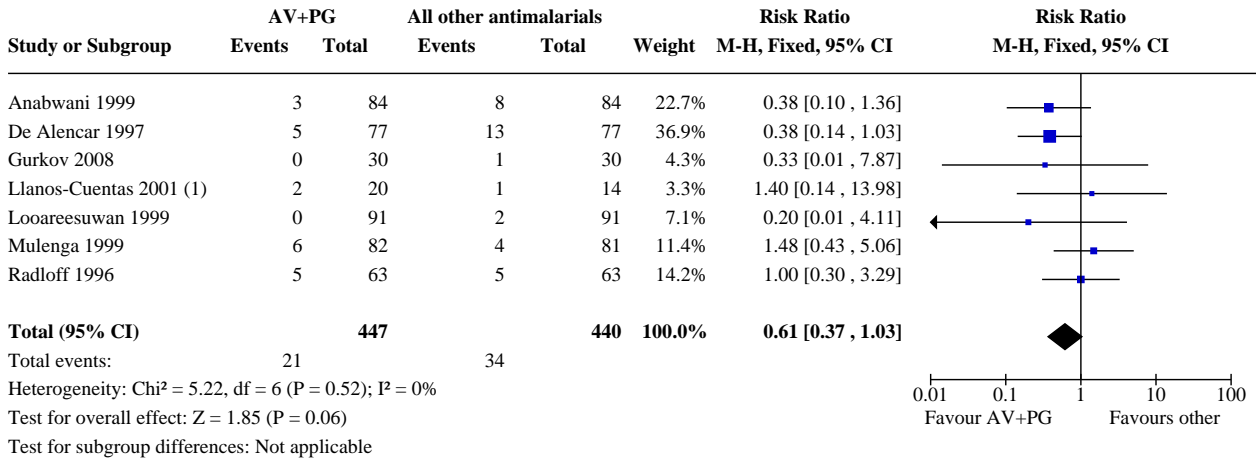 AV+PG All other antimalarials Risk Ratio Risk Ratio
Study or Subgroup Events Total Events Total Weight M-H, Fixed, 95% CI M-H, Fixed, 95% CI
Anabwani 1999 3 84 8 84 22.7% 0.38 [0.10 , 1.36]
De Alencar 1997 5 77 13 77 36.9% 0.38 [0.14 , 1.03]
Gurkov 2008 0 30 1 30 4.3% 0.33 [0.01 , 7.87]
Llanos-Cuentas 2001 (1) 2 20 1 14 3.3% 1.40 [0.14 , 13.98]
Looareesuwan 1999 0 91 2 91 7.1% 0.20 [0.01 , 4.11]
Mulenga 1999 6 82 4 81 11.4% 1.48 [0.43 , 5.06]
Radloff 1996 5 63 5 63 14.2% 1.00 [0.30 , 3.29]
Total (95% CI) 447 440 100.0% 0.61 [0.37 , 1.03]
Total events: 21 34
Heterogeneity: Chi² = 5.22, df = 6 (P = 0.52); I² = 0%
0.01 0.1 1 10 100
Test for overall effect: Z = 1.85 (P = 0.06)
Favour AV+PG Favours other
Test for subgroup differences: Not applicable